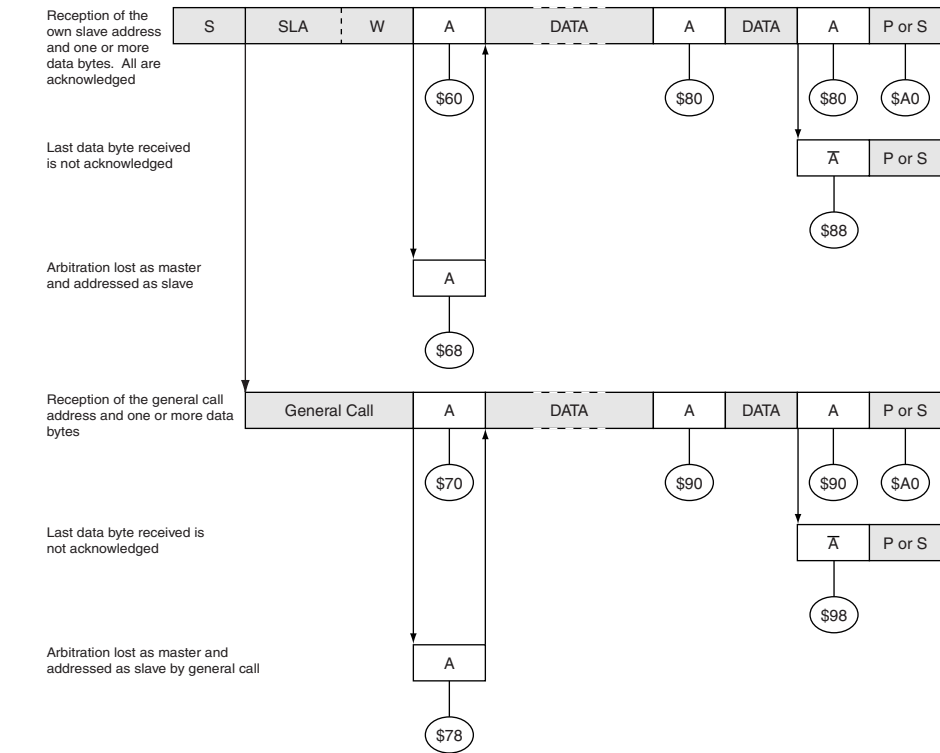 Reception of the
own slave address
and one or more
data bytes. All are
acknowledged
S SLA W A DATA A DATA A P or S
$60 $80 $80 $A0
Last data byte received
is not acknowledged
A̅ P or S
$88
Arbitration lost as master
and addressed as slave
A
$68
Reception of the general call
address and one or more data
bytes
General Call A DATA A DATA A P or S
$70 $90 $90 $A0
Last data byte received is
not acknowledged
A̅ P or S
$98
Arbitration lost as master and
addressed as slave by general call
A
$78